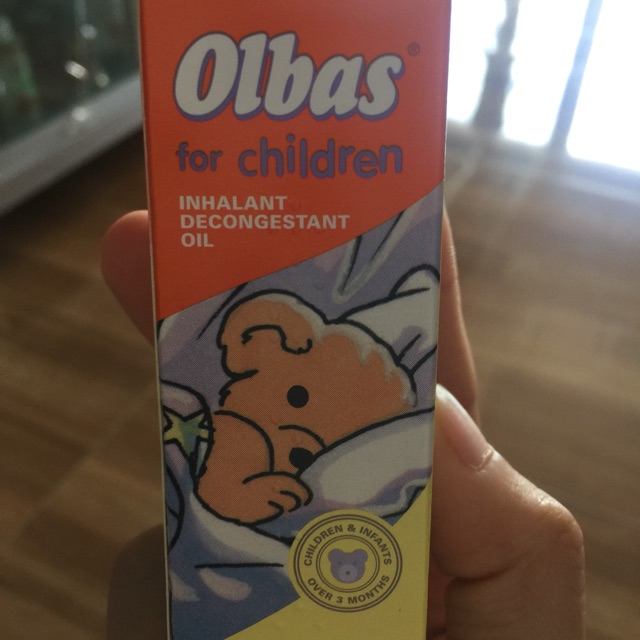 Olbas®
for children
INHALANT
DECONGESTANT
OIL
CHILDREN & INFANTS
OVER 3 MONTHS